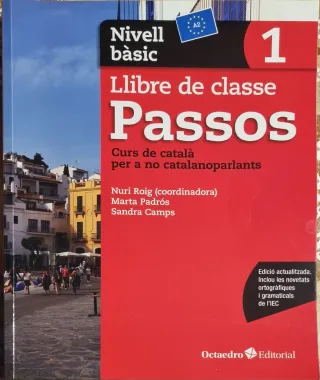 Nivell
bàsic
A2
1
Llibre de classe
Passos
Curs de català
per a no catalanoparlants
Nuri Roig (coordinadora)
Marta Padrós
Sandra Camps
Edició actualitzada.
Inclou les novetats
ortogràfiques
i gramaticals
de l'IEC
Octaedro Editorial